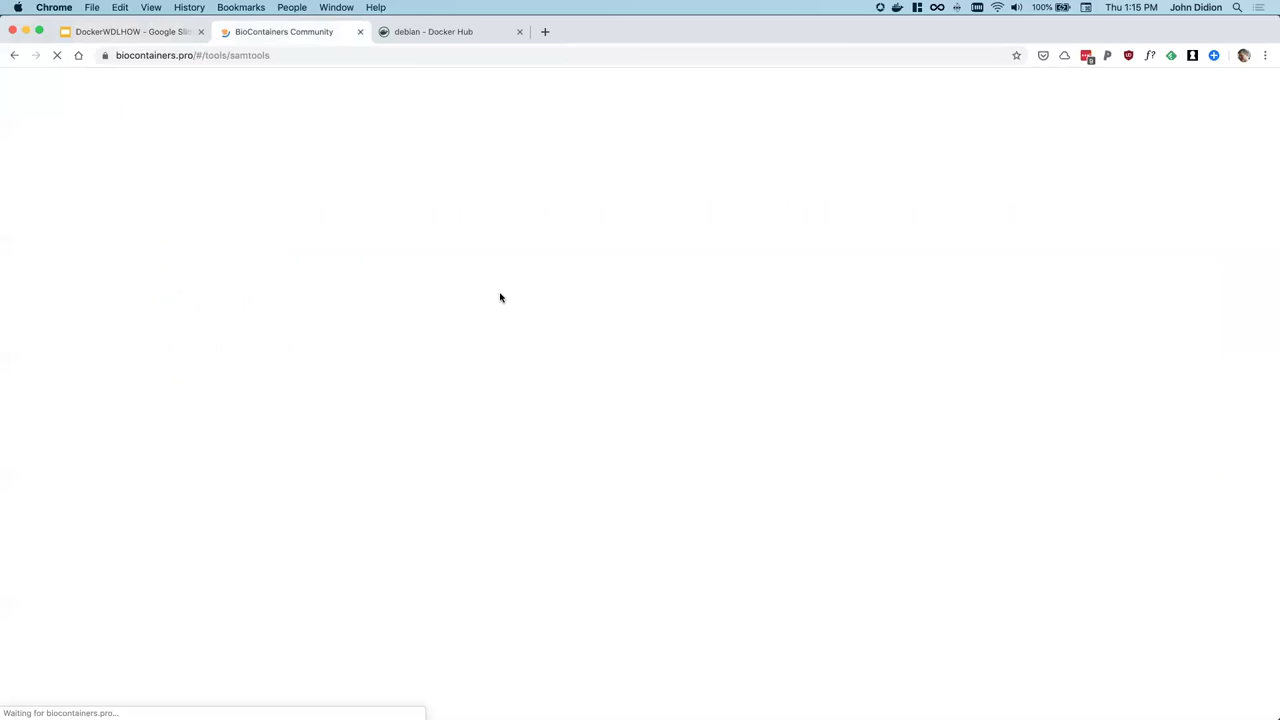 Chrome File Edit View History Bookmarks People Window Help 100% Thu 1:15 PM John Didion
DockerWDLHOW - Google Slid BioContainers Community debian - Docker Hub
biocontainers.pro/#/tools/samtools
Waiting for biocontainers.pro...